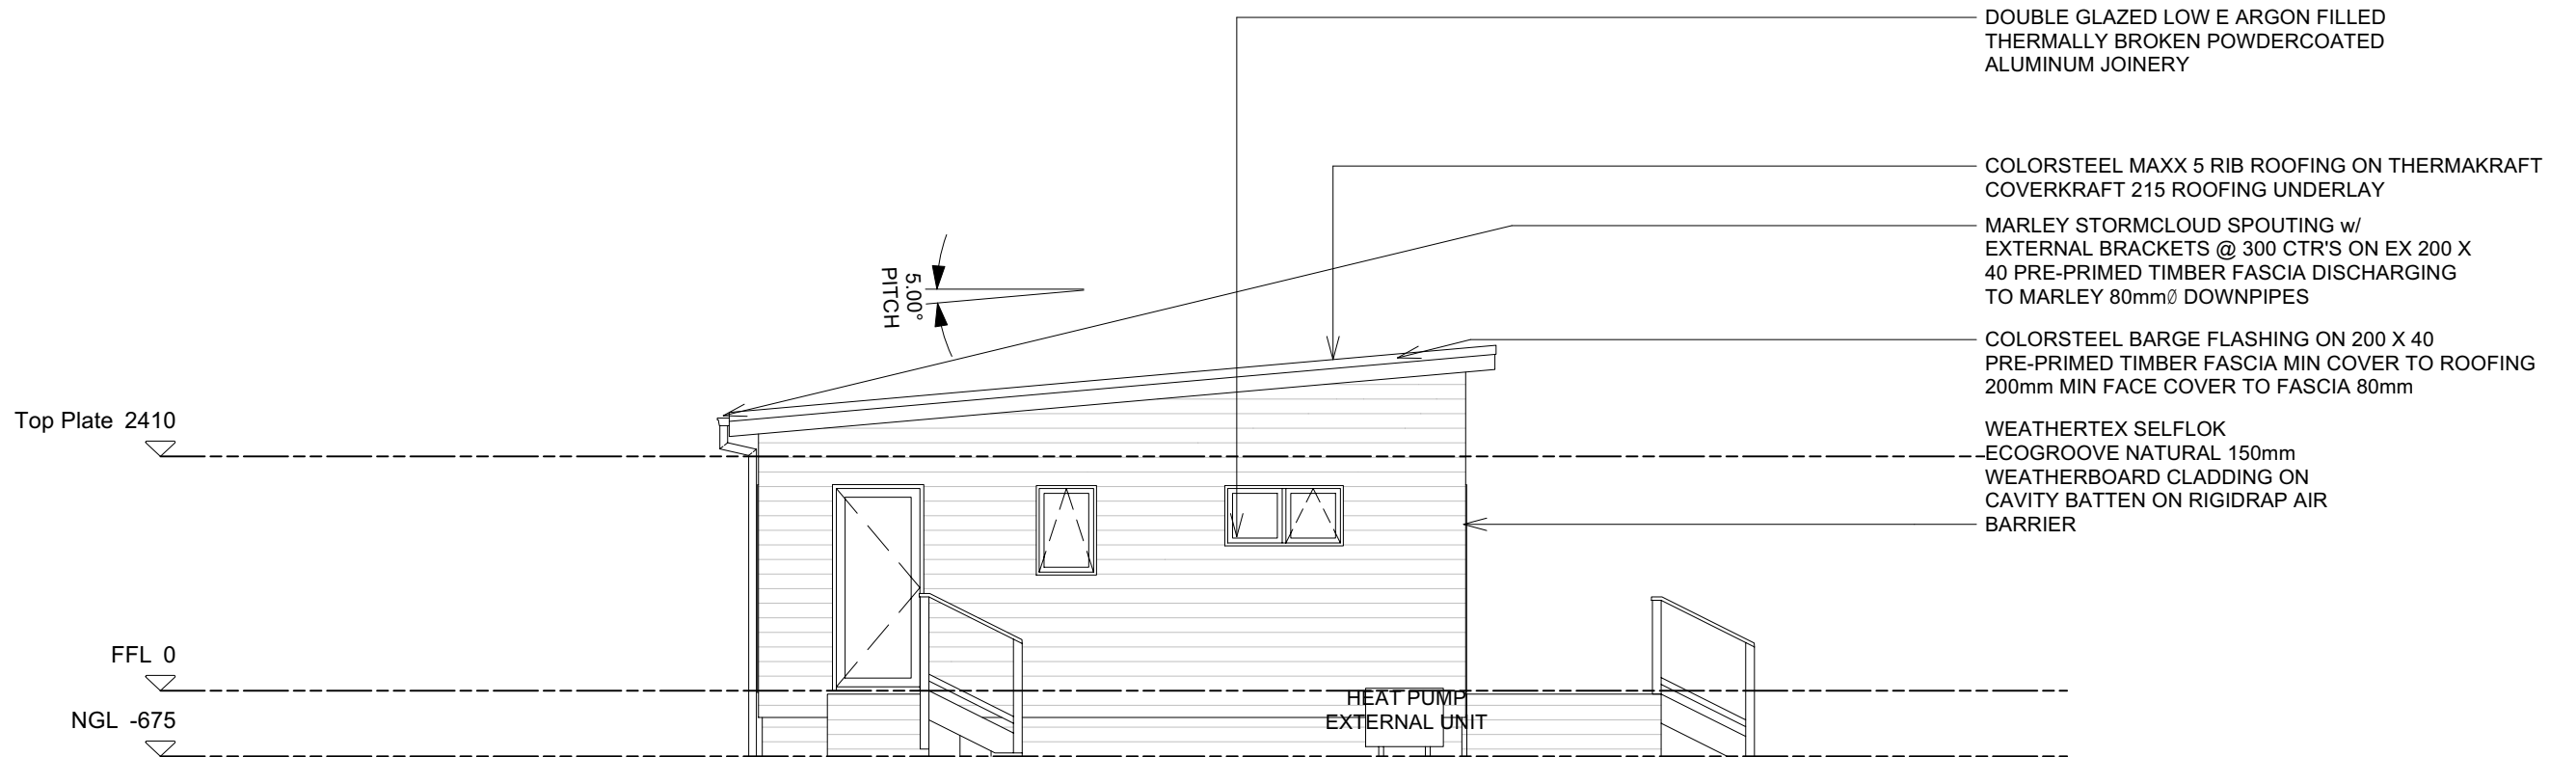 DOUBLE GLAZED LOW E ARGON FILLED
THERMALLY BROKEN POWDERCOATED
ALUMINUM JOINERY
COLORSTEEL MAXX 5 RIB ROOFING ON THERMAKRAFT
COVERKRAFT 215 ROOFING UNDERLAY
MARLEY STORMCLOUD SPOUTING w/
EXTERNAL BRACKETS @ 300 CTR'S ON EX 200 X
40 PRE-PRIMED TIMBER FASCIA DISCHARGING
TO MARLEY 80mmØ DOWNPIPES
5.00°
PITCH
COLORSTEEL BARGE FLASHING ON 200 X 40
PRE-PRIMED TIMBER FASCIA MIN COVER TO ROOFING
200mm MIN FACE COVER TO FASCIA 80mm
Top Plate 2410
WEATHERTEX SELFLOK
ECOGROOVE NATURAL 150mm
WEATHERBOARD CLADDING ON
CAVITY BATTEN ON RIGIDRAP AIR
BARRIER
FFL 0
NGL -675
HEAT PUMP
EXTERNAL UNIT